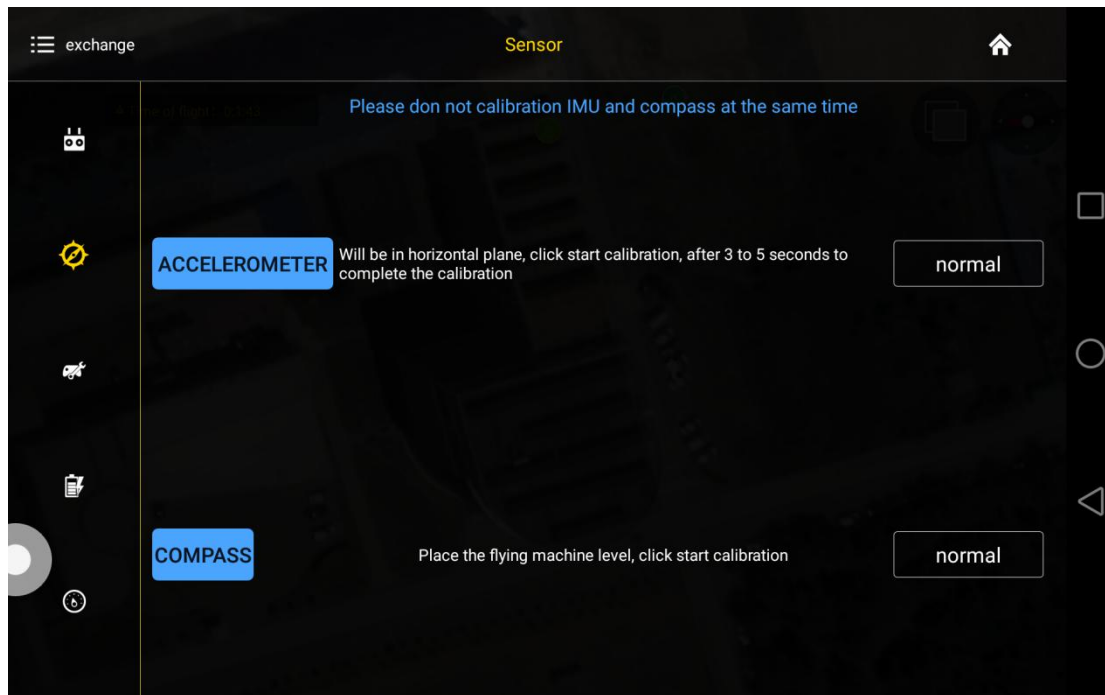 exchange
Sensor
Please don not calibration IMU and compass at the same time
ACCELEROMETER
Will be in horizontal plane, click start calibration, after 3 to 5 seconds to
complete the calibration
normal
COMPASS
Place the flying machine level, click start calibration
normal